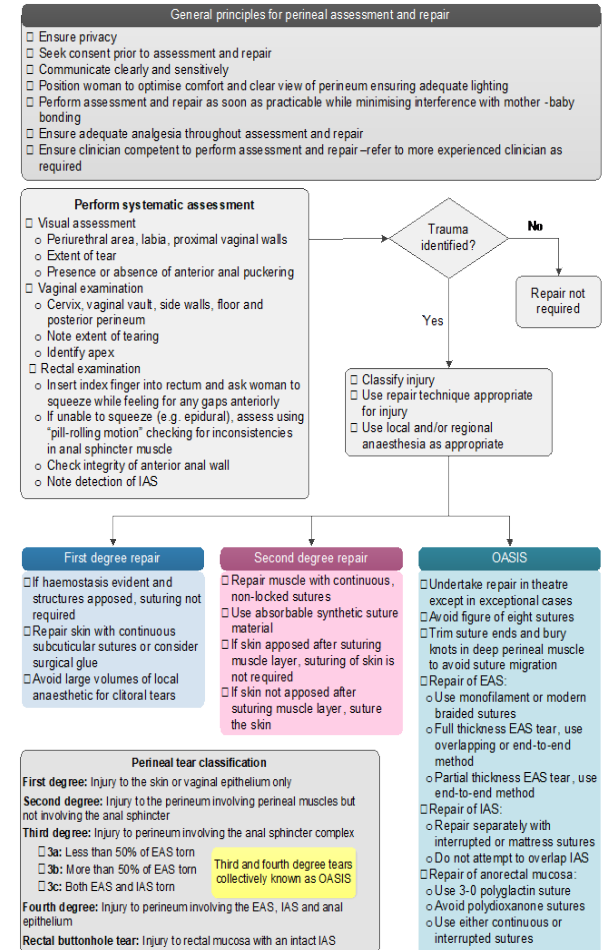 General principles for perineal assessment and repair
Ensure privacy
Seek consent prior to assessment and repair
Communicate clearly and sensitively
Position woman to optimise comfort and clear view of perineum ensuring adequate lighting
Perform assessment and repair as soon as practicable while minimising interference with mother -baby
bonding
Ensure adequate analgesia throughout assessment and repair
Ensure clinician competent to perform assessment and repair –refer to more experienced clinician as
required
Perform systematic assessment
Visual assessment
o Periurethral area, labia, proximal vaginal walls
o Extent of tear
o Presence or absence of anterior anal puckering
Vaginal examination
o Cervix, vaginal vault, side walls, floor and
posterior perineum
o Note extent of tearing
o Identify apex
Rectal examination
o Insert index finger into rectum and ask woman to
squeeze while feeling for any gaps anteriorly
o If unable to squeeze (e.g. epidural), assess using
“pill-rolling motion” checking for inconsistencies
in anal sphincter muscle
o Check integrity of anterior anal wall
o Note detection of IAS
Trauma
identified?
No
Repair not
required
Yes
Classify injury
Use repair technique appropriate
for injury
Use local and/or regional
anaesthesia as appropriate
First degree repair
If haemostasis evident and
structures apposed, suturing not
required
Repair skin with continuous
subcuticular sutures or consider
surgical glue
Avoid large volumes of local
anaesthetic for clitoral tears
Second degree repair
Repair muscle with continuous,
non-locked sutures
Use absorbable synthetic suture
material
If skin apposed after suturing
muscle layer, suturing of skin is
not required
If skin not apposed after
suturing muscle layer, suture
the skin
OASIS
Undertake repair in theatre
except in exceptional cases
Avoid figure of eight sutures
Trim suture ends and bury
knots in deep perineal muscle
to avoid suture migration
Repair of EAS:
o Use monofilament or modern
braided sutures
o Full thickness EAS tear, use
overlapping or end-to-end
method
o Partial thickness EAS tear, use
end-to-end method
Repair of IAS:
o Repair separately with
interrupted or mattress sutures
o Do not attempt to overlap IAS
Repair of anorectal mucosa:
o Use 3-0 polyglactin suture
o Avoid polydioxanone sutures
o Use either continuous or
interrupted sutures
Perineal tear classification
First degree: Injury to the skin or vaginal epithelium only
Second degree: Injury to the perineum involving perineal muscles but
not involving the anal sphincter
Third degree: Injury to perineum involving the anal sphincter complex
3a: Less than 50% of EAS torn
3b: More than 50% of EAS torn
3c: Both EAS and IAS torn
Third and fourth degree tears
collectively known as OASIS
Fourth degree: Injury to perineum involving the EAS, IAS and anal
epithelium
Rectal buttonhole tear: Injury to rectal mucosa with an intact IAS